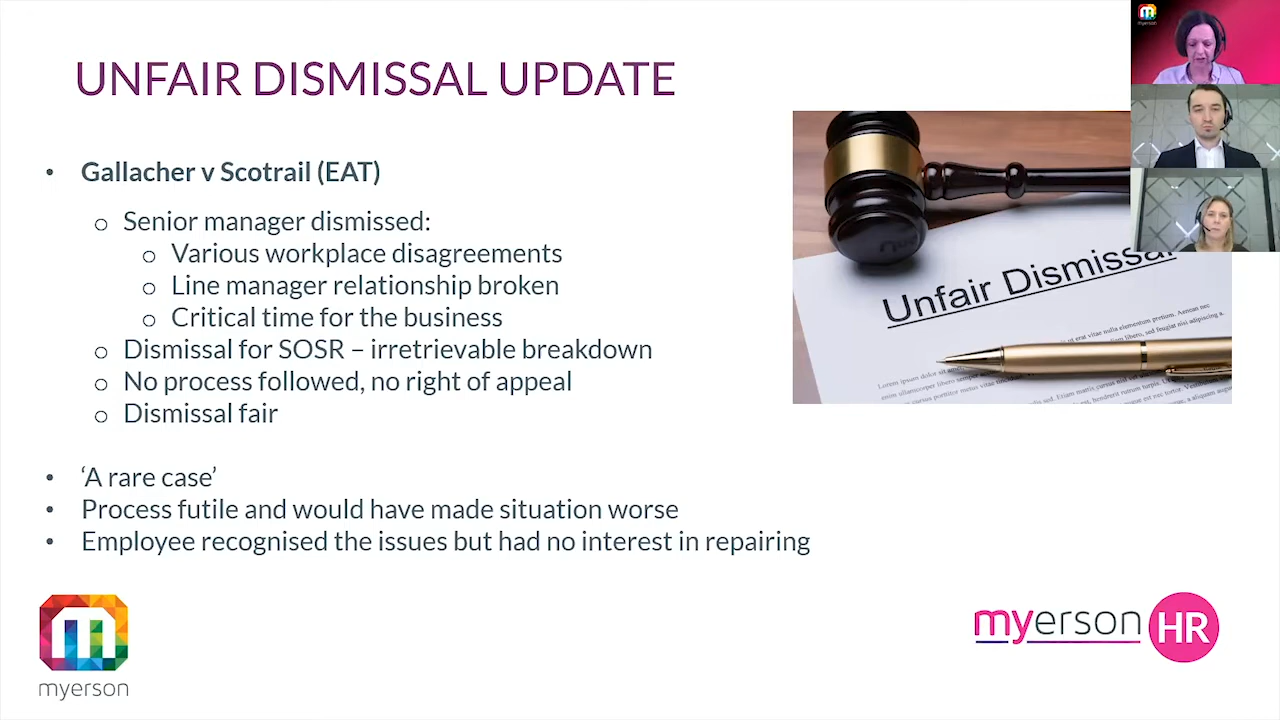 UNFAIR DISMISSAL UPDATE
• Gallacher v Scotrail (EAT)
o Senior manager dismissed:
o Various workplace disagreements
o Line manager relationship broken
o Critical time for the business
o Dismissal for SOSR – irretrievable breakdown
o No process followed, no right of appeal
o Dismissal fair
• ‘A rare case’
• Process futile and would have made situation worse
• Employee recognised the issues but had no interest in repairing
Unfair Dismissal
myerson
myerson HR
myerson